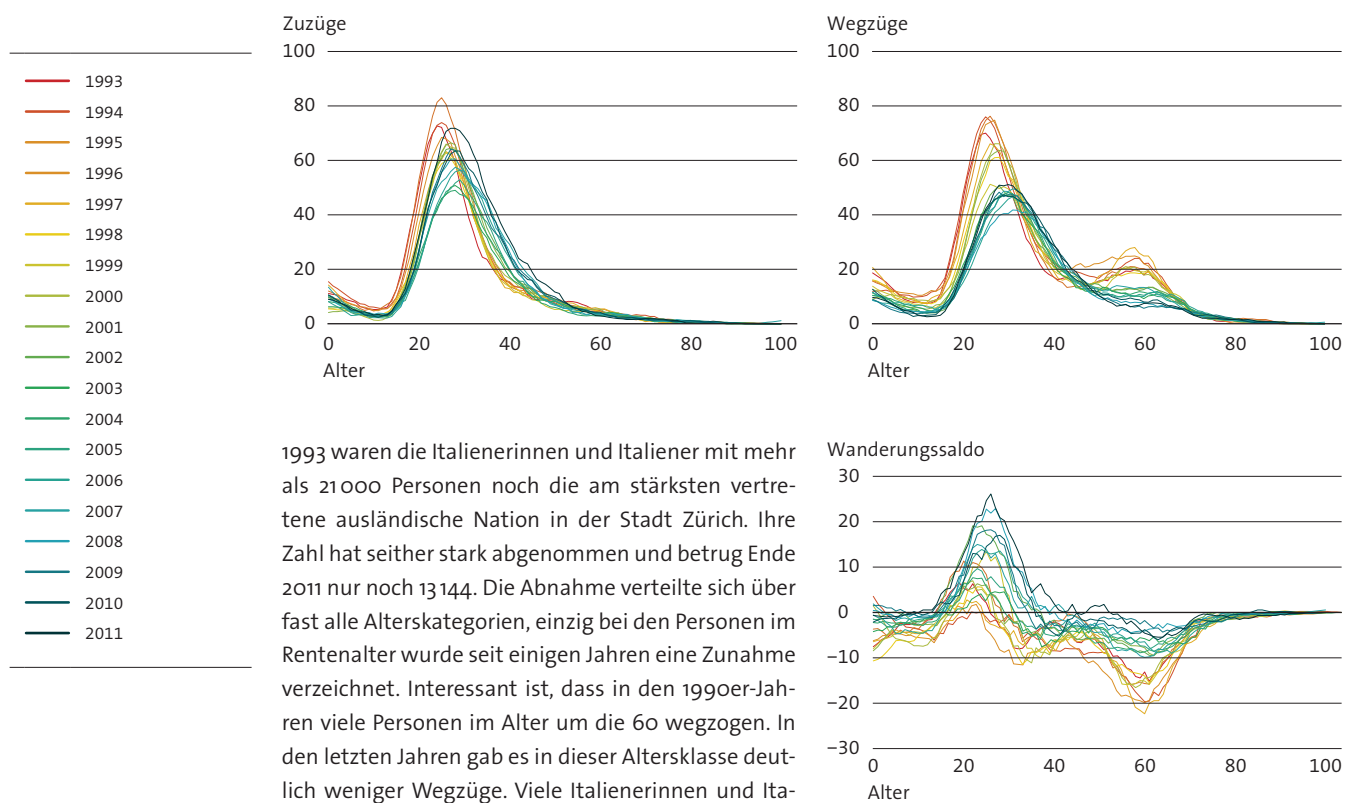 1993
1994
1995
1996
1997
1998
1999
2000
2001
2002
2003
2004
2005
2006
2007
2008
2009
2010
2011
Zuzüge
100
80
60
40
20
0
0 20 40 60 80 100
Alter
Wegzüge
100
80
60
40
20
0
0 20 40 60 80 100
Alter
1993 waren die Italienerinnen und Italiener mit mehr
als 21 000 Personen noch die am stärksten vertre-
tene ausländische Nation in der Stadt Zürich. Ihre
Zahl hat seither stark abgenommen und betrug Ende
2011 nur noch 13 144. Die Abnahme verteilte sich über
fast alle Alterskategorien, einzig bei den Personen im
Rentenalter wurde seit einigen Jahren eine Zunahme
verzeichnet. Interessant ist, dass in den 1990er-Jah-
ren viele Personen im Alter um die 60 wegzogen. In
den letzten Jahren gab es in dieser Altersklasse deut-
lich weniger Wegzüge. Viele Italienerinnen und Ita-
Wanderungssaldo
30
20
10
0
−10
−20
−30
0 20 40 60 80 100
Alter